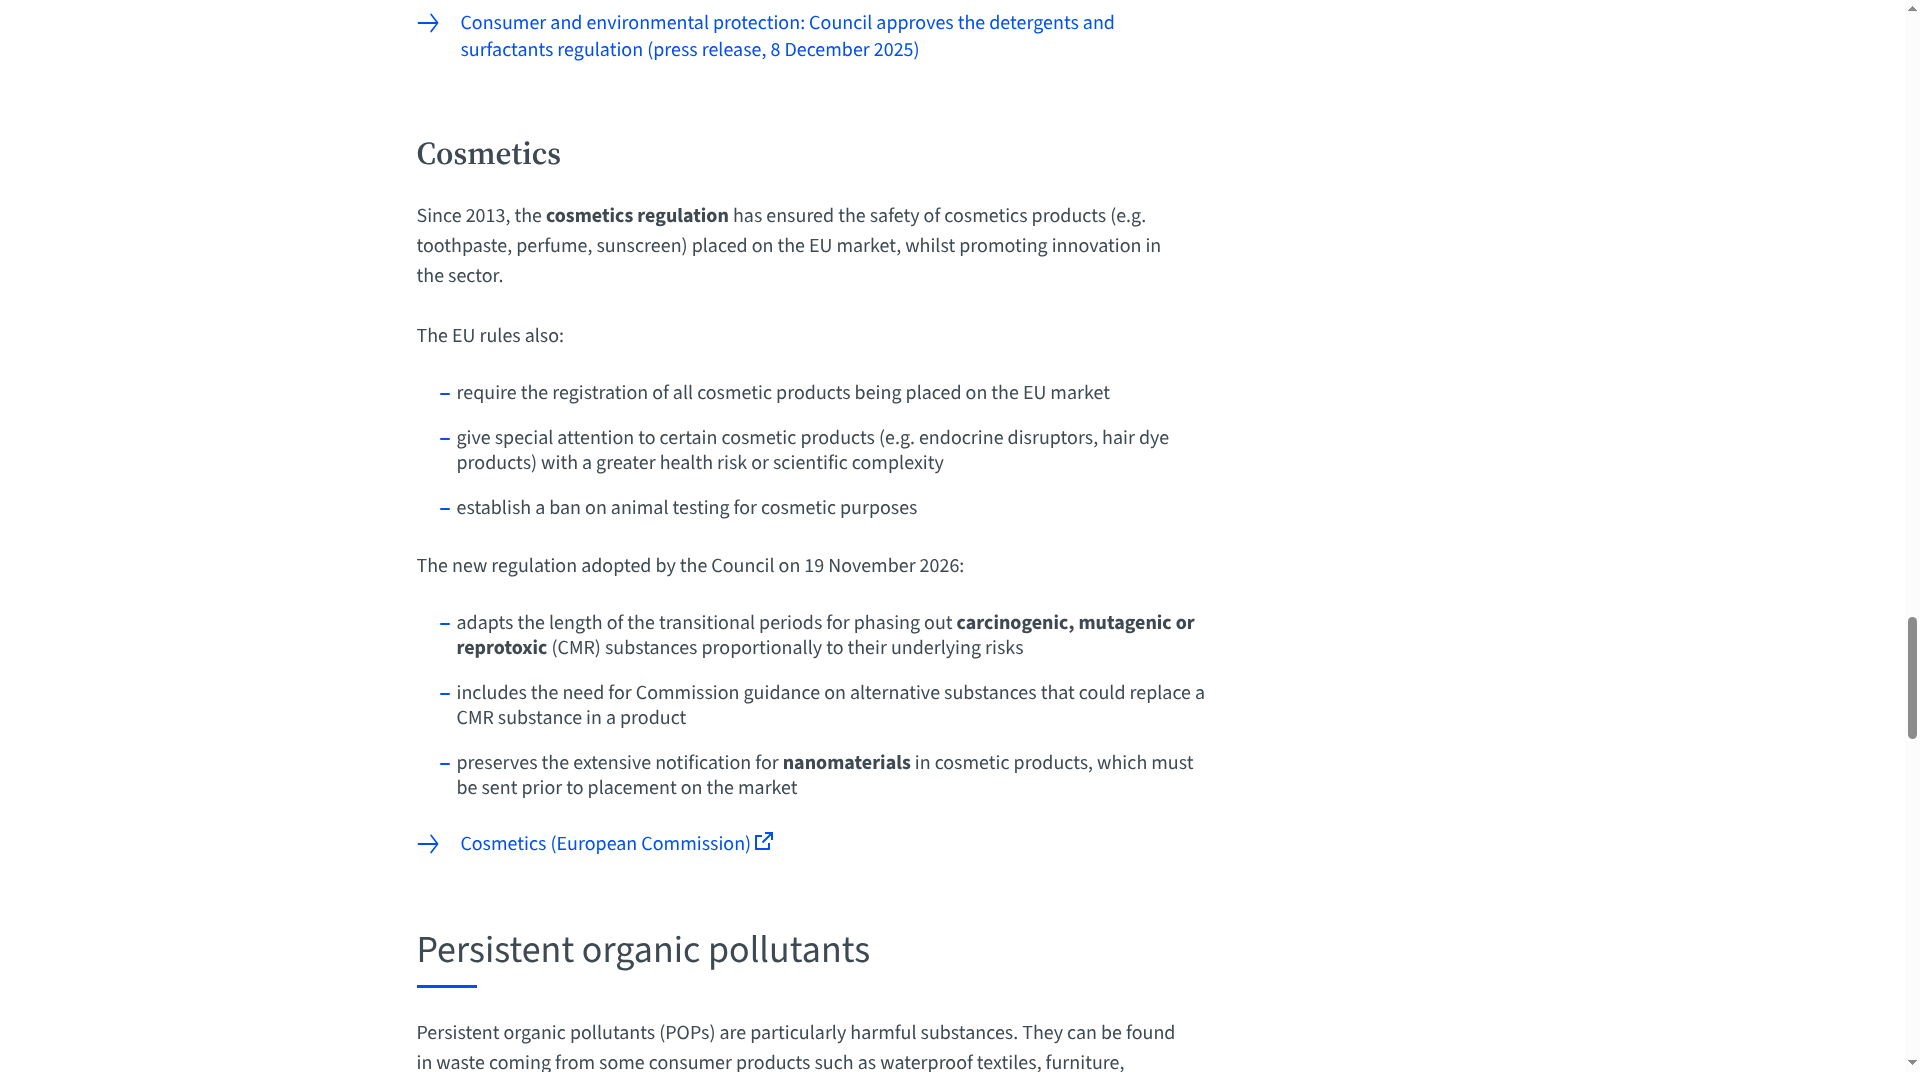 Consumer and environmental protection: Council approves the detergents and
surfactants regulation (press release, 8 December 2025)
Cosmetics
Since 2013, the cosmetics regulation has ensured the safety of cosmetics products (e.g.
toothpaste, perfume, sunscreen) placed on the EU market, whilst promoting innovation in
the sector.
The EU rules also:
– require the registration of all cosmetic products being placed on the EU market
– give special attention to certain cosmetic products (e.g. endocrine disruptors, hair dye
products) with a greater health risk or scientific complexity
– establish a ban on animal testing for cosmetic purposes
The new regulation adopted by the Council on 19 November 2026:
– adapts the length of the transitional periods for phasing out carcinogenic, mutagenic or
reprotoxic (CMR) substances proportionally to their underlying risks
– includes the need for Commission guidance on alternative substances that could replace a
CMR substance in a product
– preserves the extensive notification for nanomaterials in cosmetic products, which must
be sent prior to placement on the market
Cosmetics (European Commission)
Persistent organic pollutants
Persistent organic pollutants (POPs) are particularly harmful substances. They can be found
in waste coming from some consumer products such as waterproof textiles, furniture,